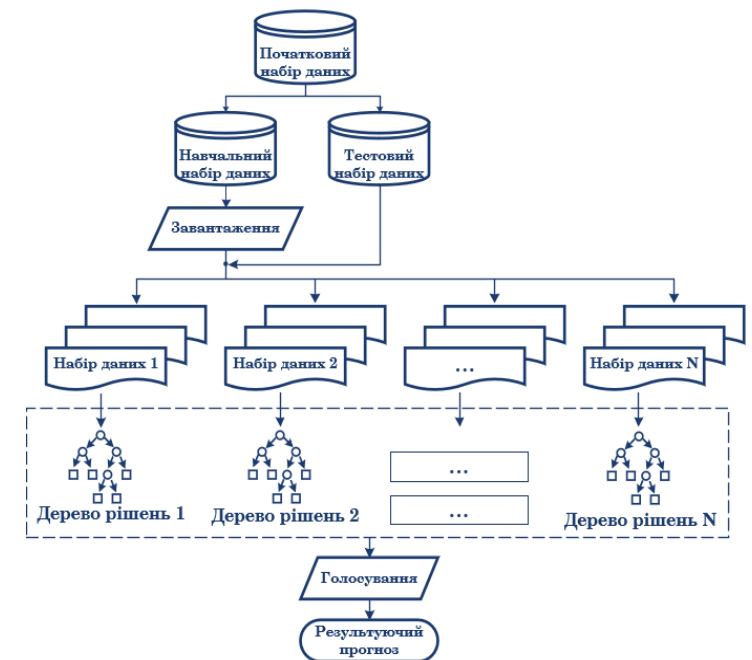 Початковий
набір даних
Навчальний
набір даних
Тестовий
набір даних
Завантаження
Набір даних 1
Набір даних 2
...
Набір даних N
...
...
Дерево рішень 1
Дерево рішень 2
Дерево рішень N
Голосування
Результуючий
прогноз